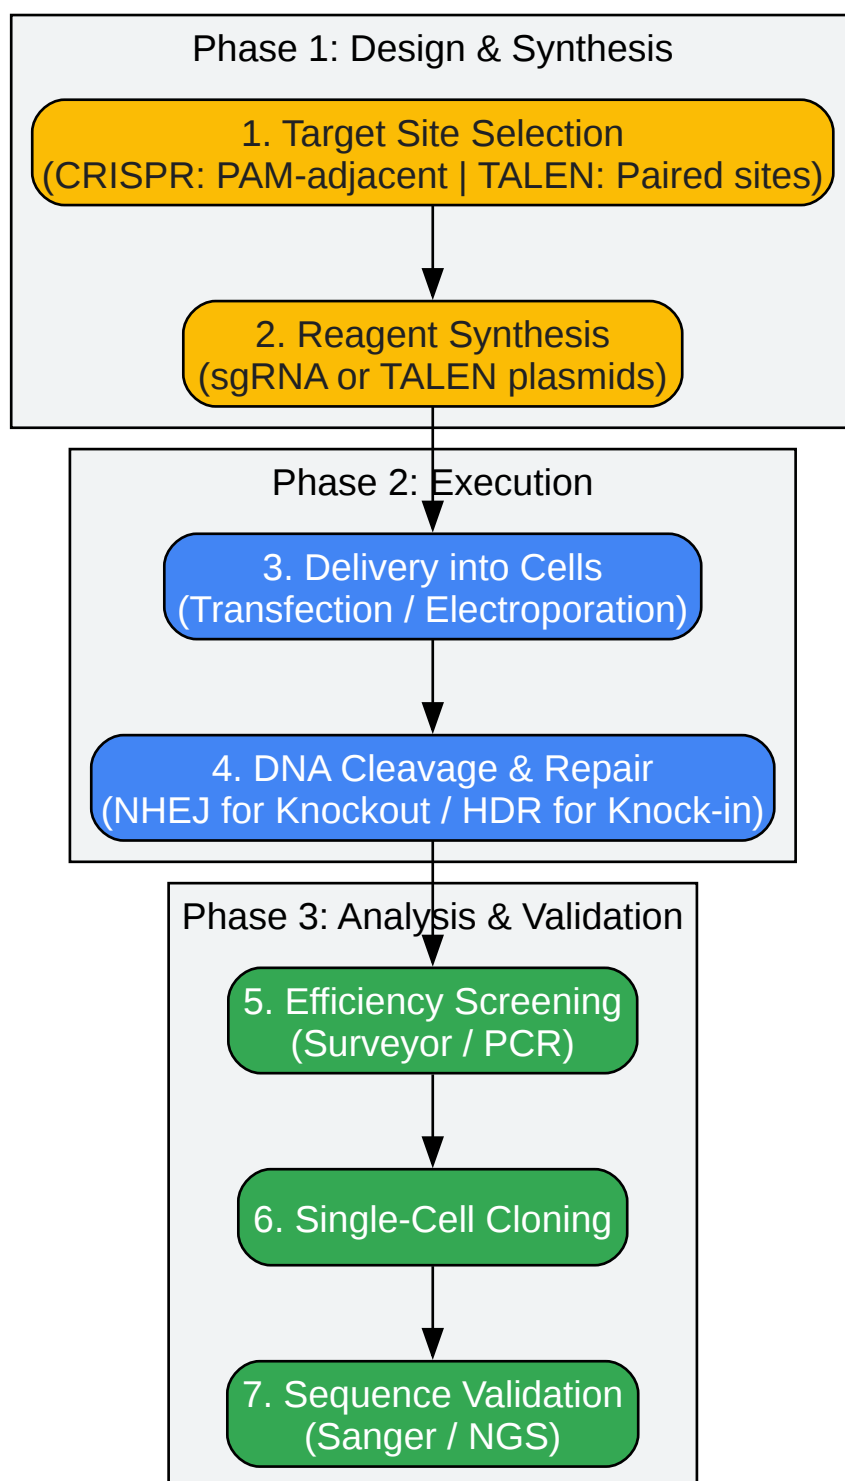 Phase 1: Design & Synthesis
1. Target Site Selection
(CRISPR: PAM-adjacent | TALEN: Paired sites)
2. Reagent Synthesis
(sgRNA or TALEN plasmids)
Phase 2: Execution
3. Delivery into Cells
(Transfection / Electroporation)
4. DNA Cleavage & Repair
(NHEJ for Knockout / HDR for Knock-in)
Phase 3: Analysis & Validation
5. Efficiency Screening
(Surveyor / PCR)
6. Single-Cell Cloning
7. Sequence Validation
(Sanger / NGS)